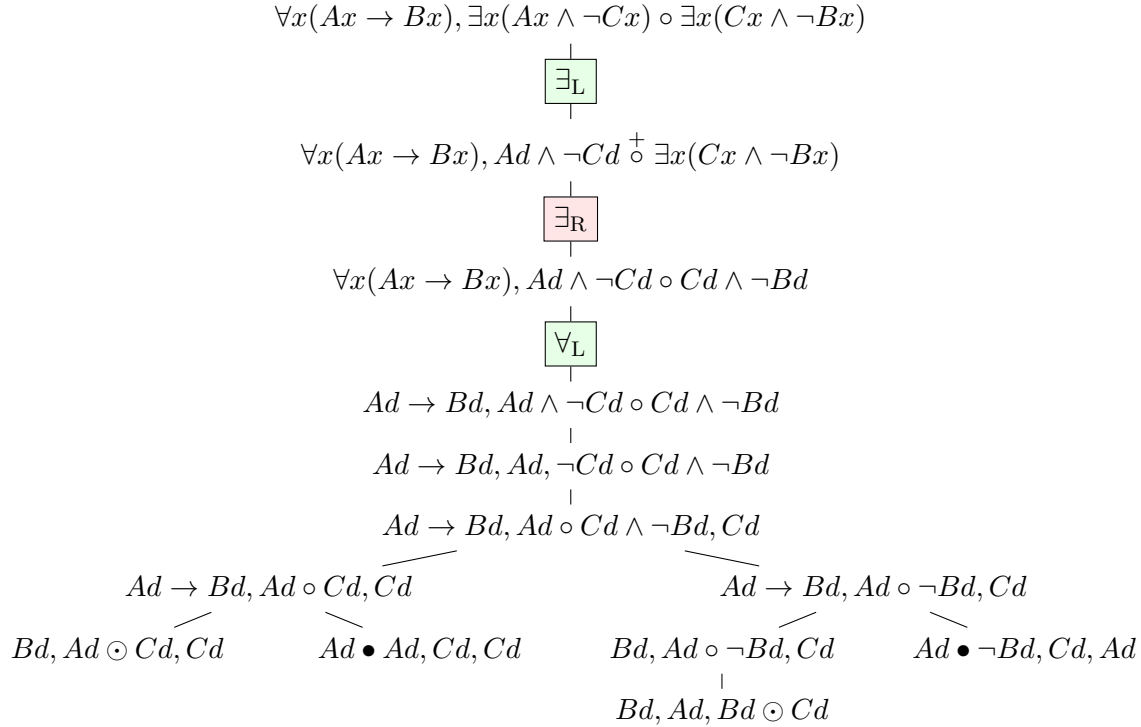 ∀x(Ax → Bx), ∃x(Ax ∧ ¬Cx) ∘ ∃x(Cx ∧ ¬Bx)
∃L
∀x(Ax → Bx), Ad ∧ ¬Cd ∘⁺ ∃x(Cx ∧ ¬Bx)
∃R
∀x(Ax → Bx), Ad ∧ ¬Cd ∘ Cd ∧ ¬Bd
∀L
Ad → Bd, Ad ∧ ¬Cd ∘ Cd ∧ ¬Bd
Ad → Bd, Ad, ¬Cd ∘ Cd ∧ ¬Bd
Ad → Bd, Ad ∘ Cd ∧ ¬Bd, Cd
Ad → Bd, Ad ∘ Cd, Cd    Ad → Bd, Ad ∘ ¬Bd, Cd
Bd, Ad ⊙ Cd, Cd    Ad • Ad, Cd, Cd    Bd, Ad ∘ ¬Bd, Cd    Ad • ¬Bd, Cd, Ad
Bd, Ad, Bd ⊙ Cd